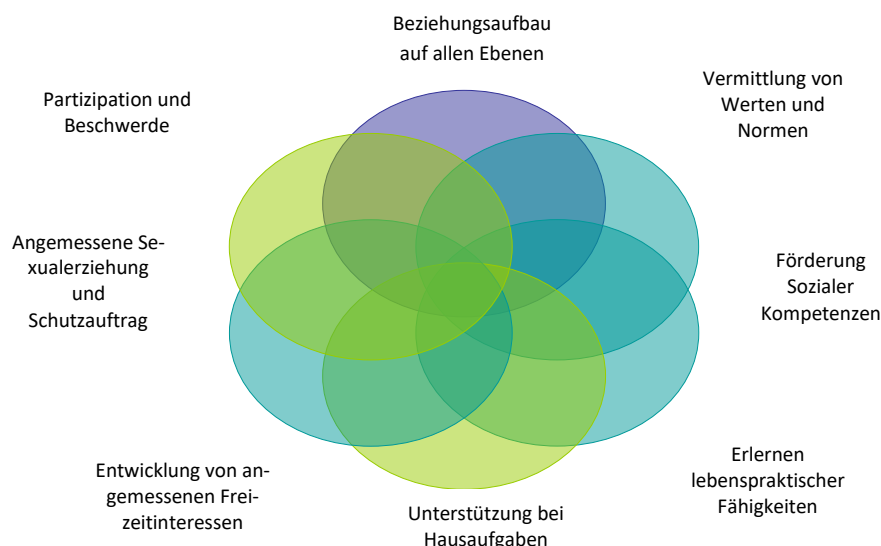 Beziehungsaufbau
auf allen Ebenen
Vermittlung von
Werten und
Normen
Förderung
Sozialer
Kompetenzen
Erlernen
lebenspraktischer
Fähigkeiten
Unterstützung bei
Hausaufgaben
Entwicklung von an-
gemessenen Frei-
zeitinteressen
Angemessene Se-
xualerziehung
und
Schutzauftrag
Partizipation und
Beschwerde